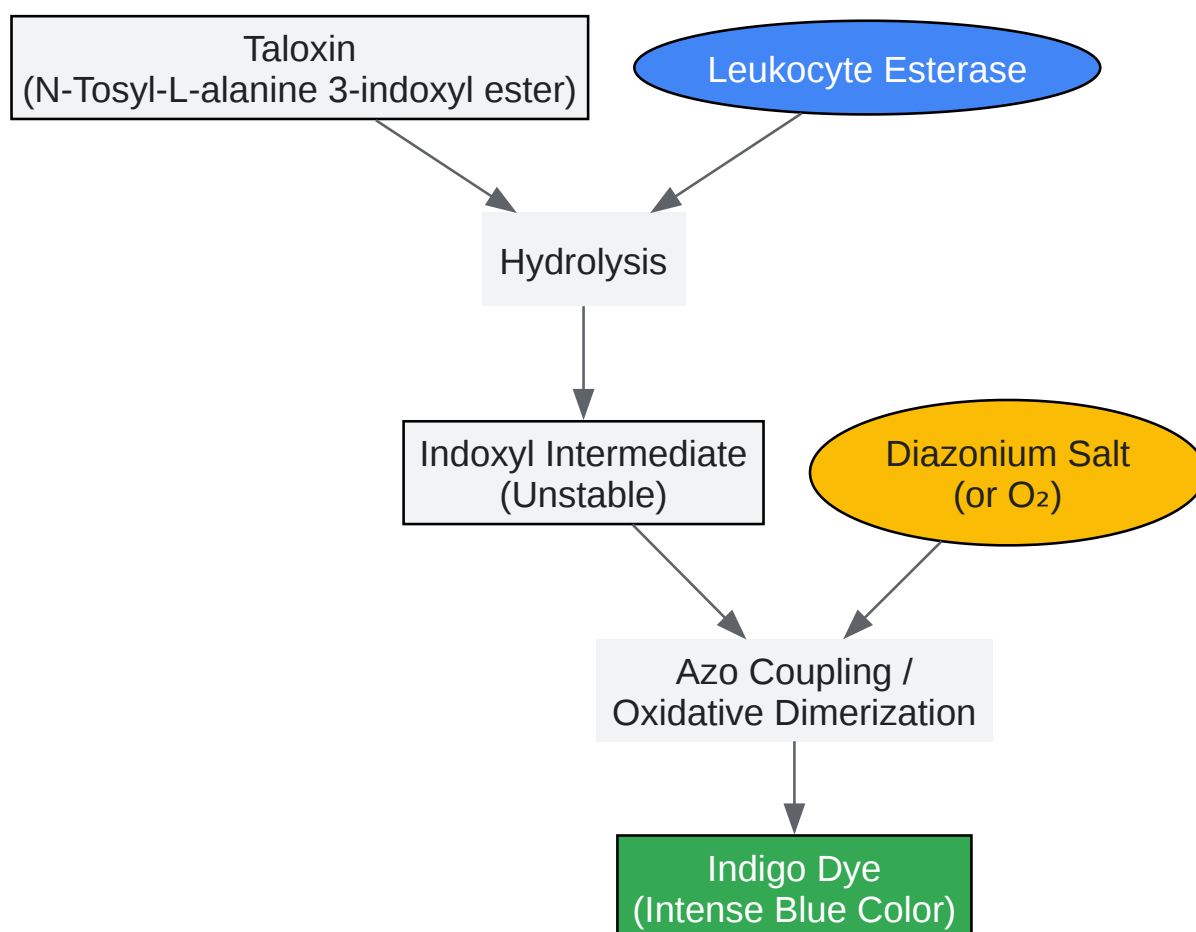 Taloxin
(N-Tosyl-L-alanine 3-indoxyl ester)
Leukocyte Esterase
Hydrolysis
Indoxyl Intermediate
(Unstable)
Diazonium Salt
(or O₂)
Azo Coupling /
Oxidative Dimerization
Indigo Dye
(Intense Blue Color)